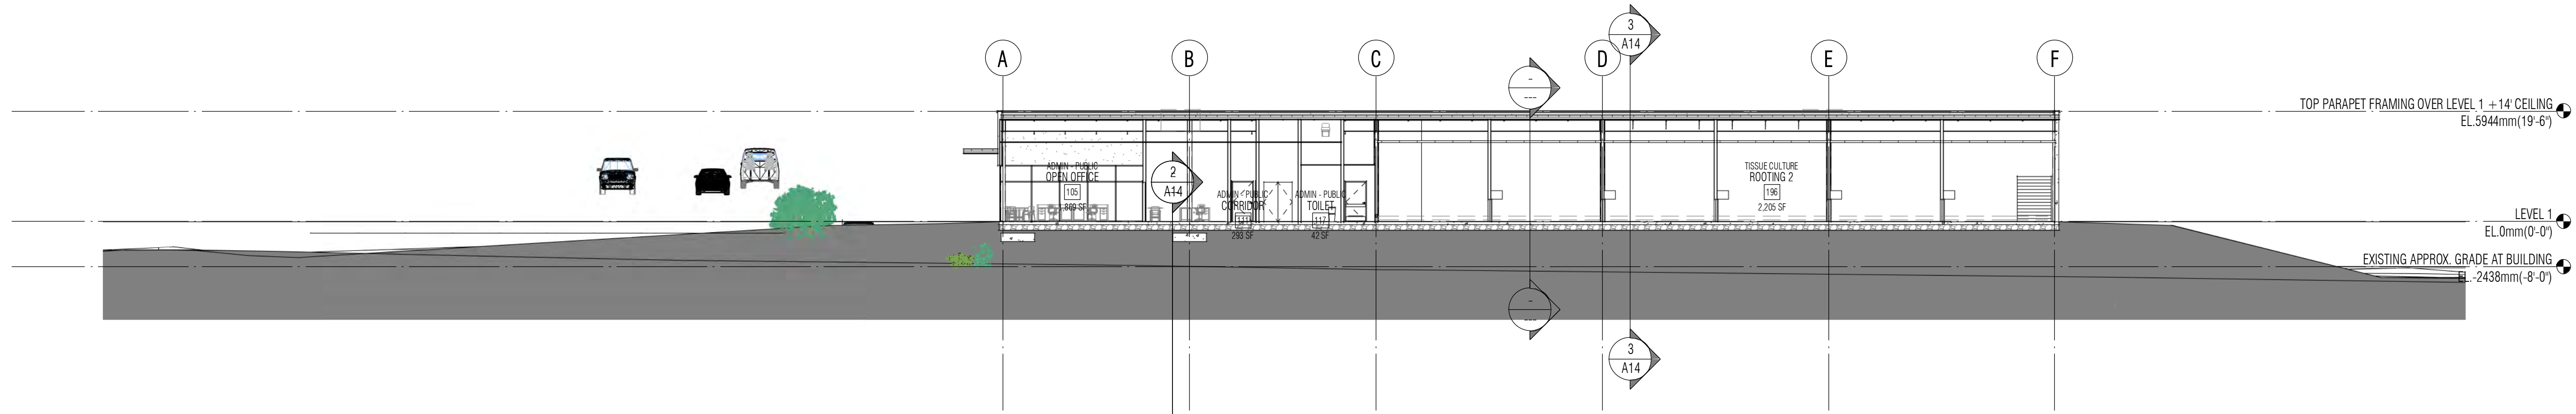 3
A14
A
B
C
D
E
F
-
---
TOP PARAPET FRAMING OVER LEVEL 1 +14' CEILING
EL.5944mm(19'-6")
ADMIN - PUBLIC
OPEN OFFICE
105
1,869 SF
2
A14
ADMIN - PUBLIC
CORRIDOR
293 SF
ADMIN - PUBLIC
TOILET
117
42 SF
TISSUE CULTURE
ROOTING 2
196
2,205 SF
LEVEL 1
EL.0mm(0'-0")
EXISTING APPROX. GRADE AT BUILDING
EL.-2438mm(-8'-0")
-
---
3
A14